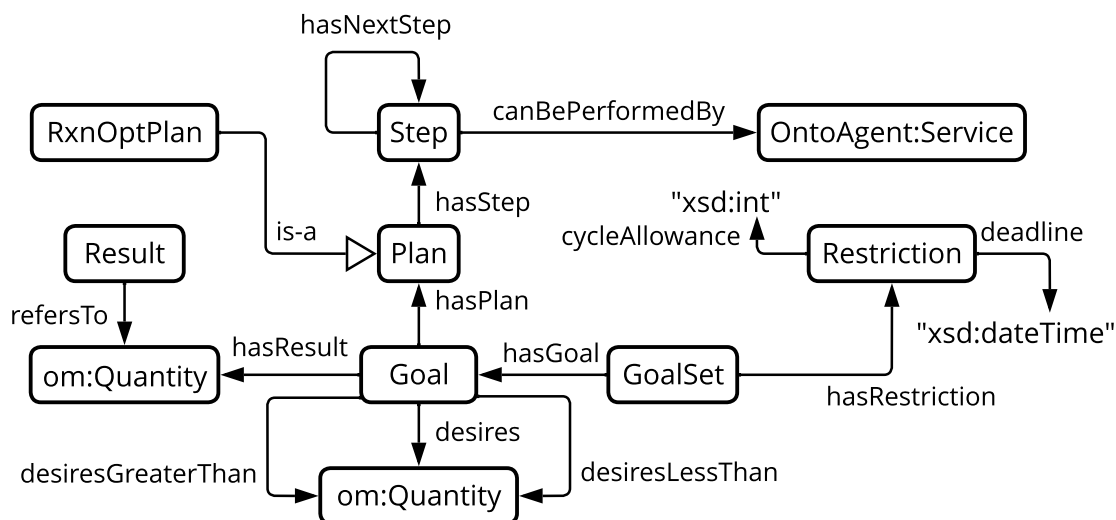 hasNextStep
RxnOptPlan
Step
canBePerformedBy
OntoAgent:Service
hasStep
"xsd:int"
is-a
cycleAllowance
deadline
Result
Plan
Restriction
refersTo
hasPlan
"xsd:dateTime"
hasResult
hasGoal
om:Quantity
Goal
GoalSet
hasRestriction
desires
desiresGreaterThan
desiresLessThan
om:Quantity